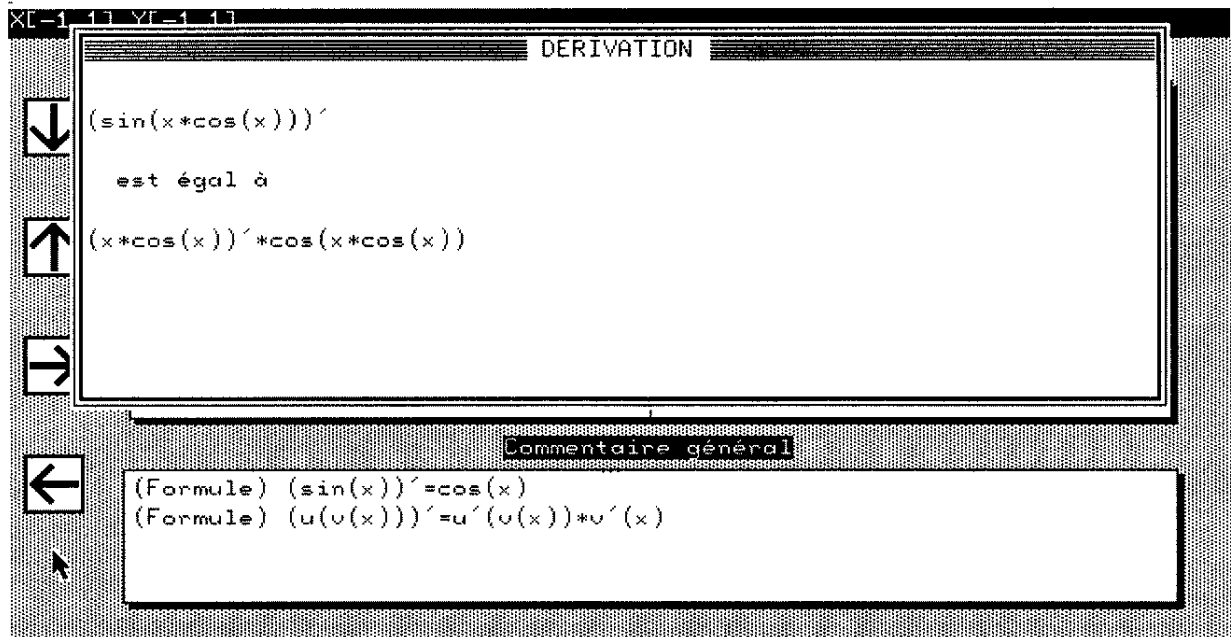 X[-1 1] Y[-1 1]
DERIVATION
(sin(x*cos(x)))´
est égal à
(x*cos(x))´*cos(x*cos(x))
Commentaire général
(Formule) (sin(x))´=cos(x)
(Formule) (u(v(x)))´=u´(v(x))*v´(x)